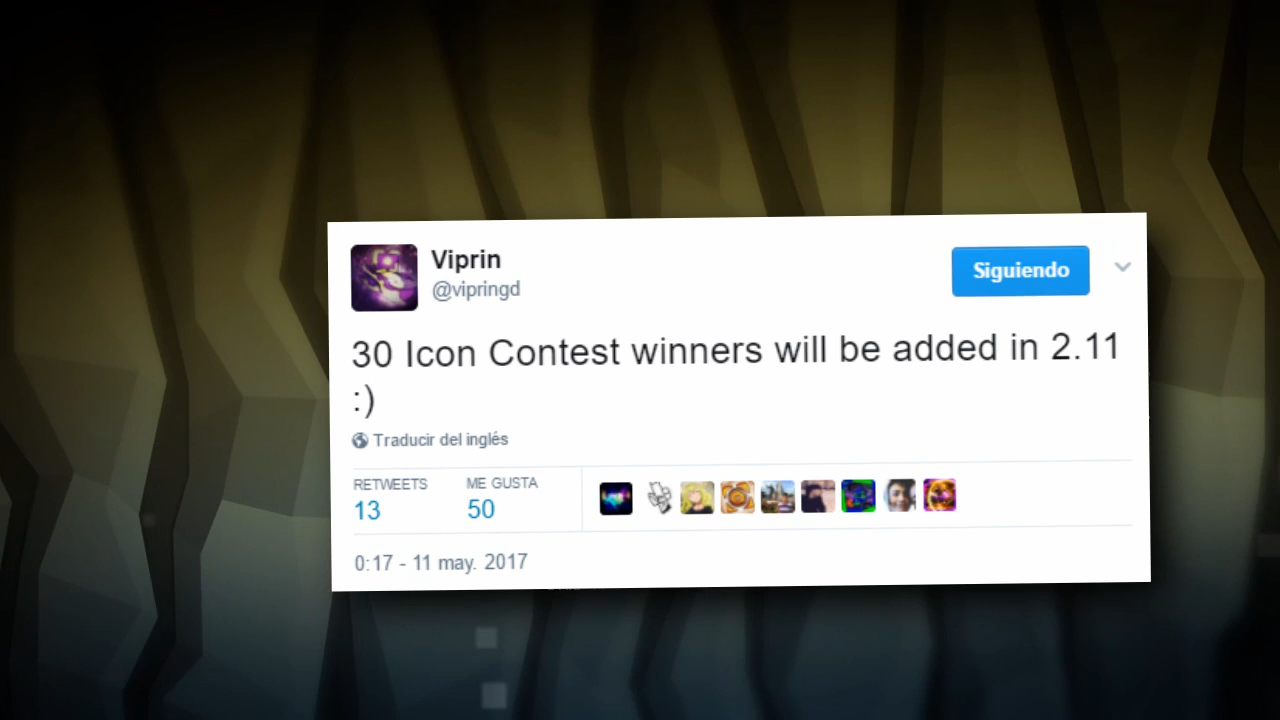 Viprin
@vipringd
Siguiendo
30 Icon Contest winners will be added in 2.11
:)
Traducir del inglés
RETWEETS
ME GUSTA
13
50
0:17 - 11 may. 2017